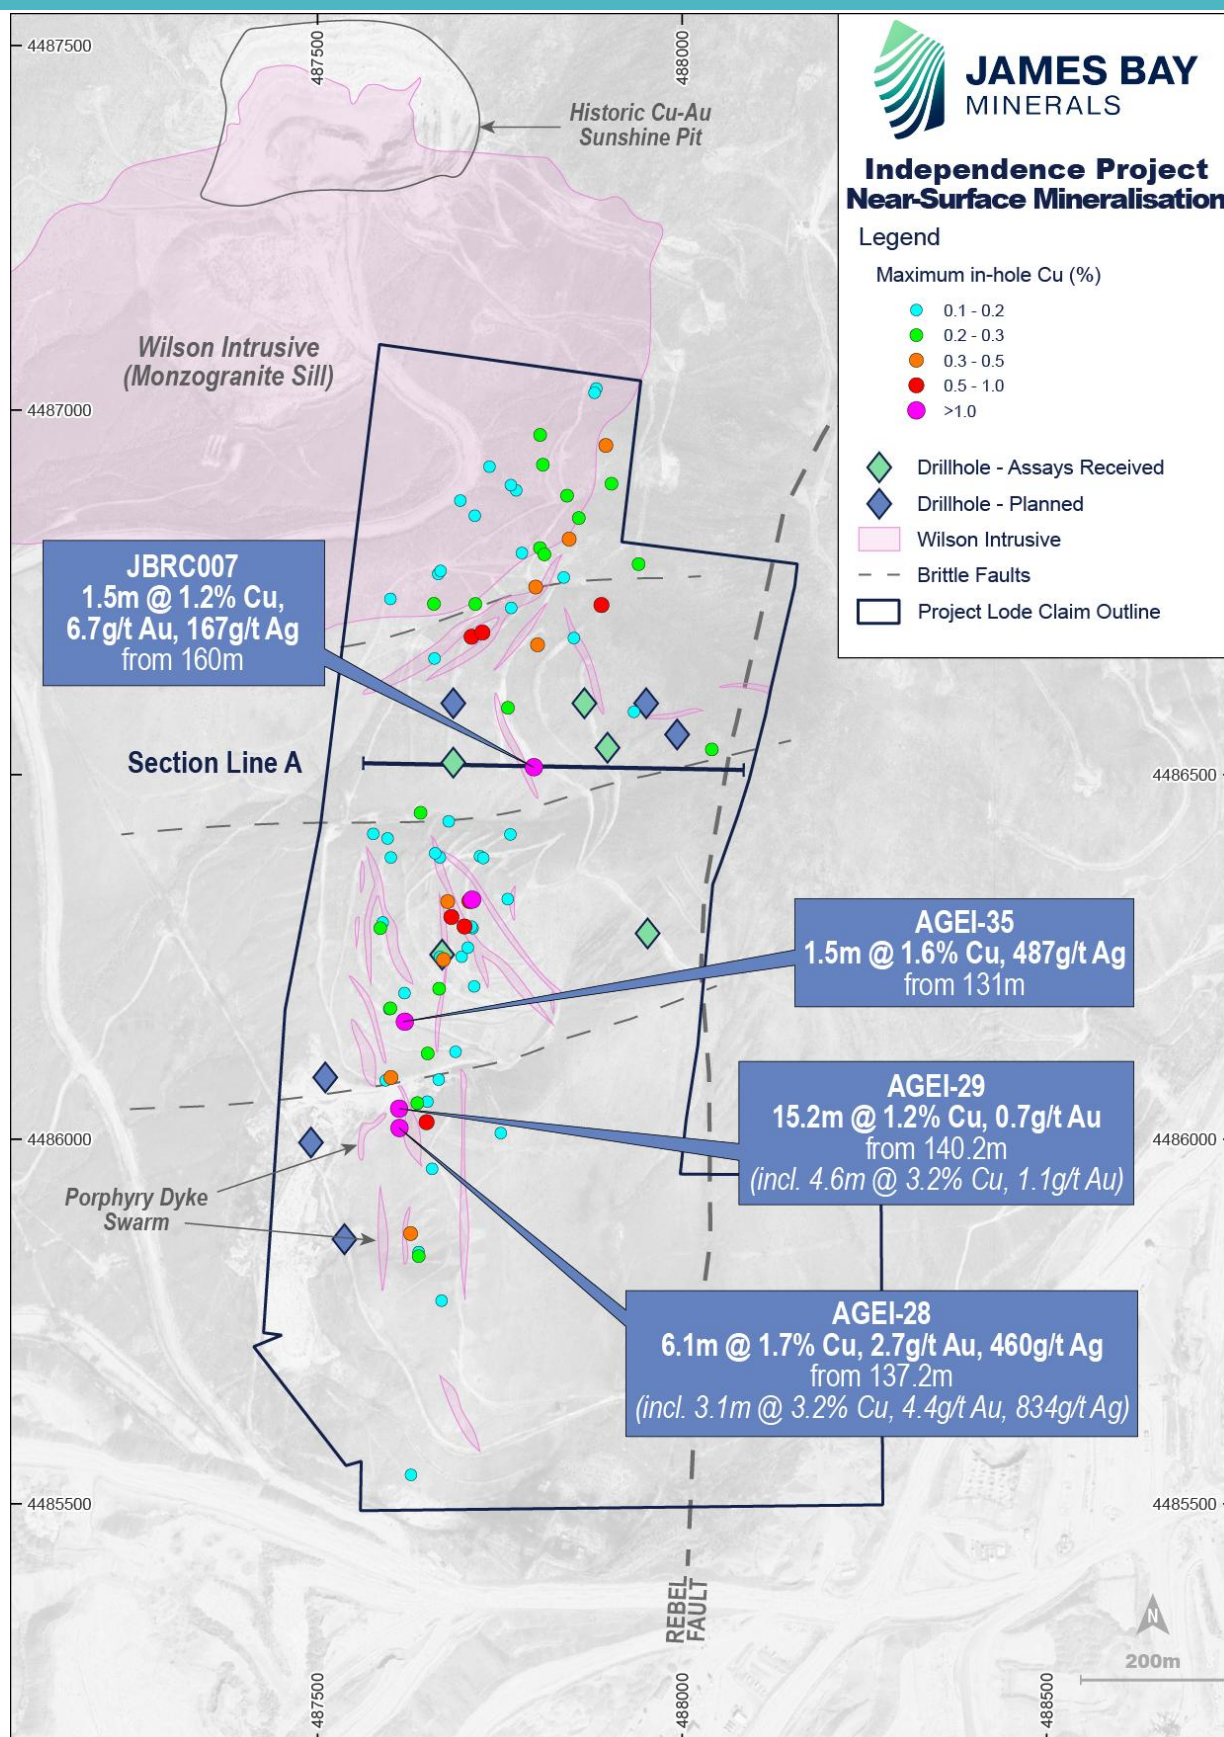 487500
488000
4487500
JAMES BAY
MINERALS
Independence Project
Near-Surface Mineralisation
Legend
Maximum in-hole Cu (%)
0.1 - 0.2
0.2 - 0.3
0.3 - 0.5
0.5 - 1.0
>1.0
Drillhole - Assays Received
Drillhole - Planned
Wilson Intrusive
Brittle Faults
Project Lode Claim Outline
Historic Cu-Au
Sunshine Pit
Wilson Intrusive
(Monzogranite Sill)
4487000
JBRC007
1.5m @ 1.2% Cu,
6.7g/t Au, 167g/t Ag
from 160m
Section Line A
4486500
AGEI-35
1.5m @ 1.6% Cu, 487g/t Ag
from 131m
AGEI-29
15.2m @ 1.2% Cu, 0.7g/t Au
from 140.2m
(incl. 4.6m @ 3.2% Cu, 1.1g/t Au)
4486000
4486000
Porphyry Dyke
Swarm
AGEI-28
6.1m @ 1.7% Cu, 2.7g/t Au, 460g/t Ag
from 137.2m
(incl. 3.1m @ 3.2% Cu, 4.4g/t Au, 834g/t Ag)
4485500
4485500
REBEL
FAULT
N
200m
487500
488000
488500